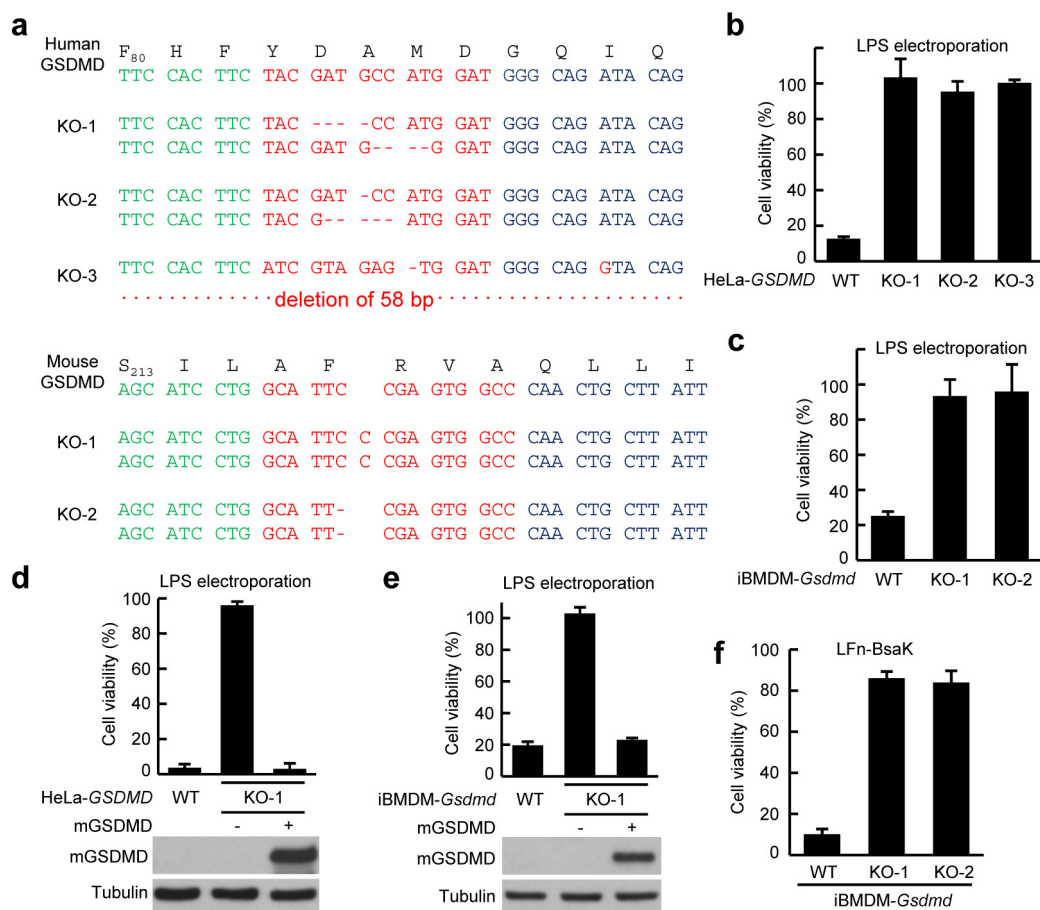 a
Human GSDMD
F80 H F Y D A M D G Q I Q
TTC CAC TTC TAC GAT GCC ATG GAT GGG CAG ATA CAG
KO-1
TTC CAC TTC TAC --- -CC ATG GAT GGG CAG ATA CAG
TTC CAC TTC TACGAT G-- --G GAT GGG CAG ATA CAG
KO-2
TTC CAC TTC TAC GAT -CC ATG GAT GGG CAG ATA CAG
TTC CAC TTC TACG-- --- ATG GAT GGG CAG ATA CAG
KO-3
TTC CAC TTC ATC GTA GAG -TG GAT GGG CAG GTA CAG
deletion of 58 bp
Mouse GSDMD
S213 I L A F R V A Q L L I
AGC ATC CTG GCA TTC CGA GTG GCC CAA CTG CTT ATT
KO-1
AGC ATC CTG GCA TTC C CGA GTG GCC CAA CTG CTT ATT
AGC ATC CTG GCA TTC C CGA GTG GCC CAA CTG CTT ATT
KO-2
AGC ATC CTG GCA TT- CGA GTG GCC CAA CTG CTT ATT
AGC ATC CTG GCA TT- CGA GTG GCC CAA CTG CTT ATT
b
LPS electroporation
Cell viability (%)
120
100
80
60
40
20
0
HeLa-GSDMD WT KO-1 KO-2 KO-3
c
LPS electroporation
Cell viability (%)
120
100
80
60
40
20
0
iBMDM-Gsdmd WT KO-1 KO-2
d
LPS electroporation
Cell viability (%)
100
80
60
40
20
0
HeLa-GSDMD WT KO-1
mGSDMD - +
mGSDMD
Tubulin
e
LPS electroporation
Cell viability (%)
100
80
60
40
20
0
iBMDM-Gsdmd WT KO-1
mGSDMD - +
mGSDMD
Tubulin
f
LFn-BsaK
Cell viability (%)
100
80
60
40
20
0
WT KO-1 KO-2
iBMDM-Gsdmd